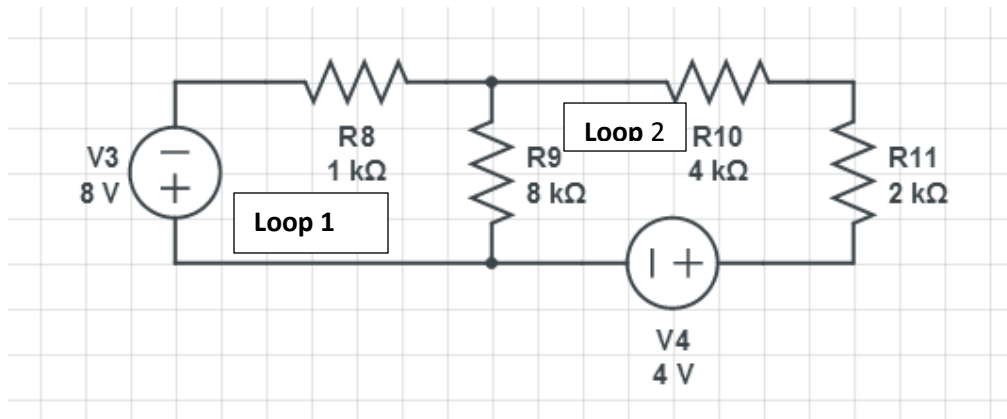 R8
1 kΩ
V3
8 V
−
+
Loop 1
R9
8 kΩ
Loop 2
R10
4 kΩ
R11
2 kΩ
− +
V4
4 V